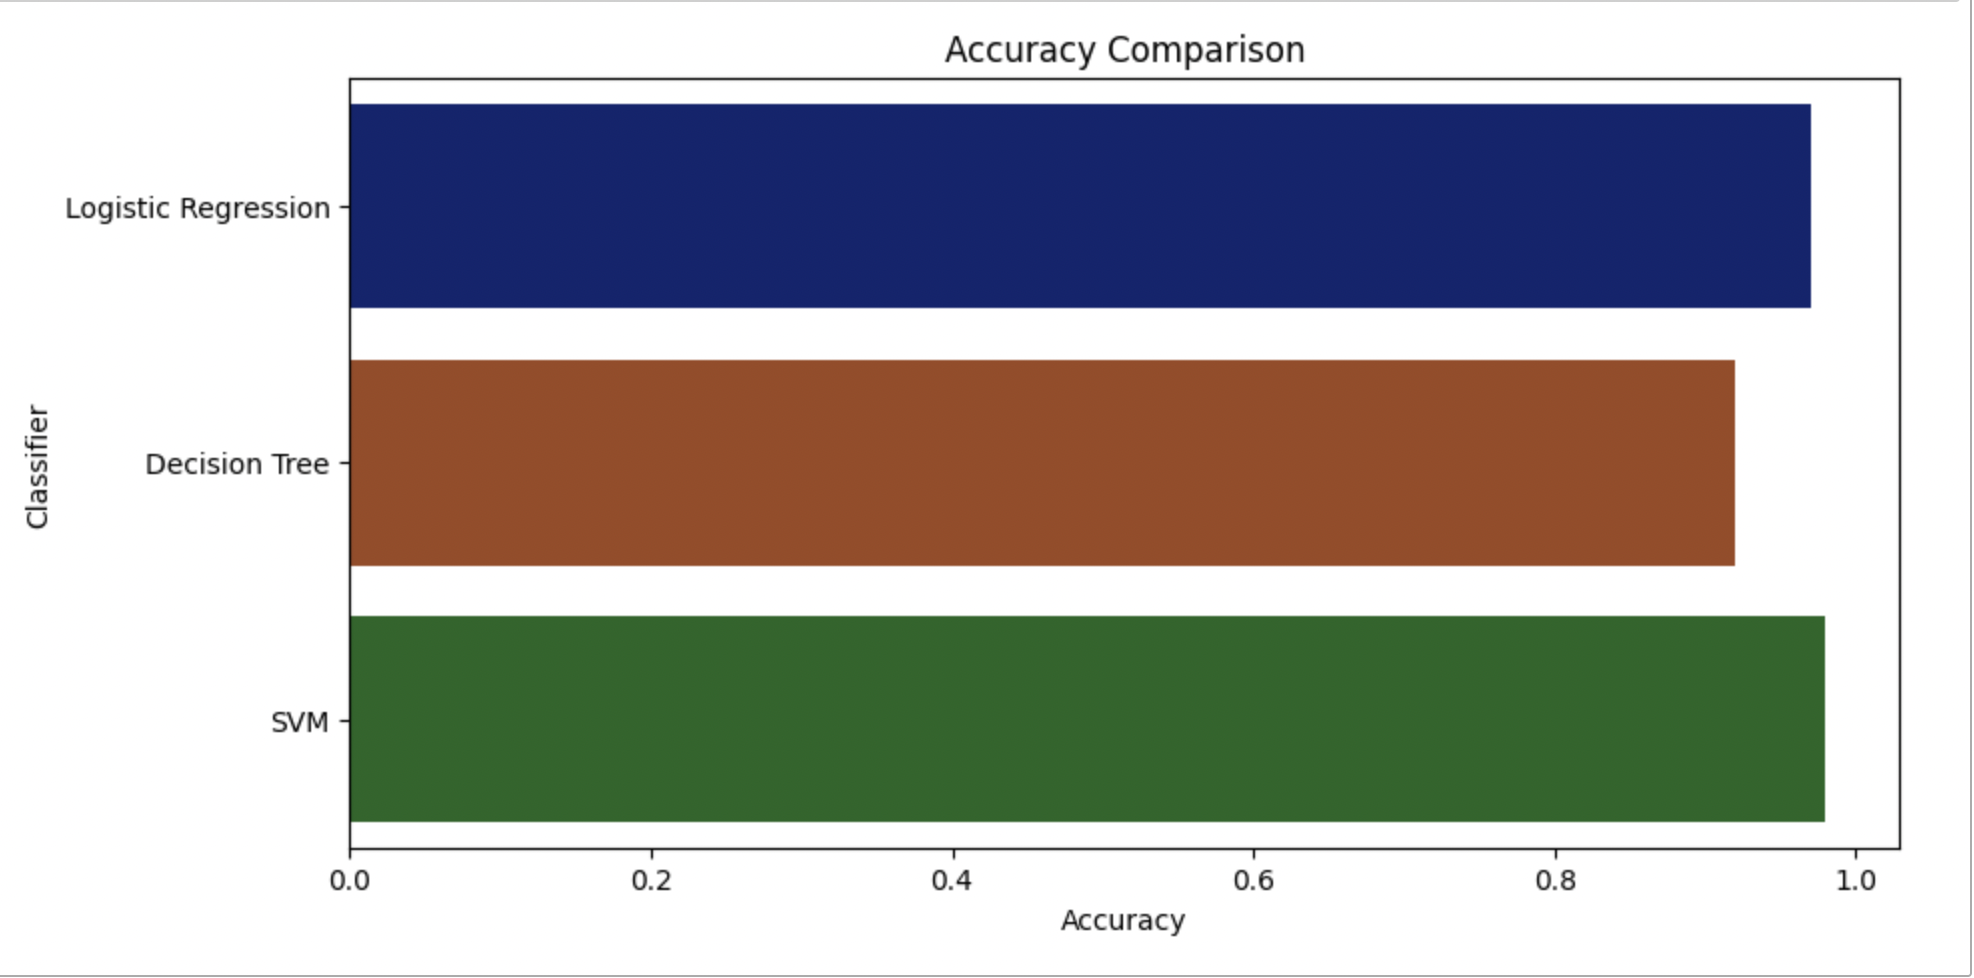 Accuracy Comparison
Logistic Regression
Decision Tree
SVM
Classifier
0.0 0.2 0.4 0.6 0.8 1.0
Accuracy